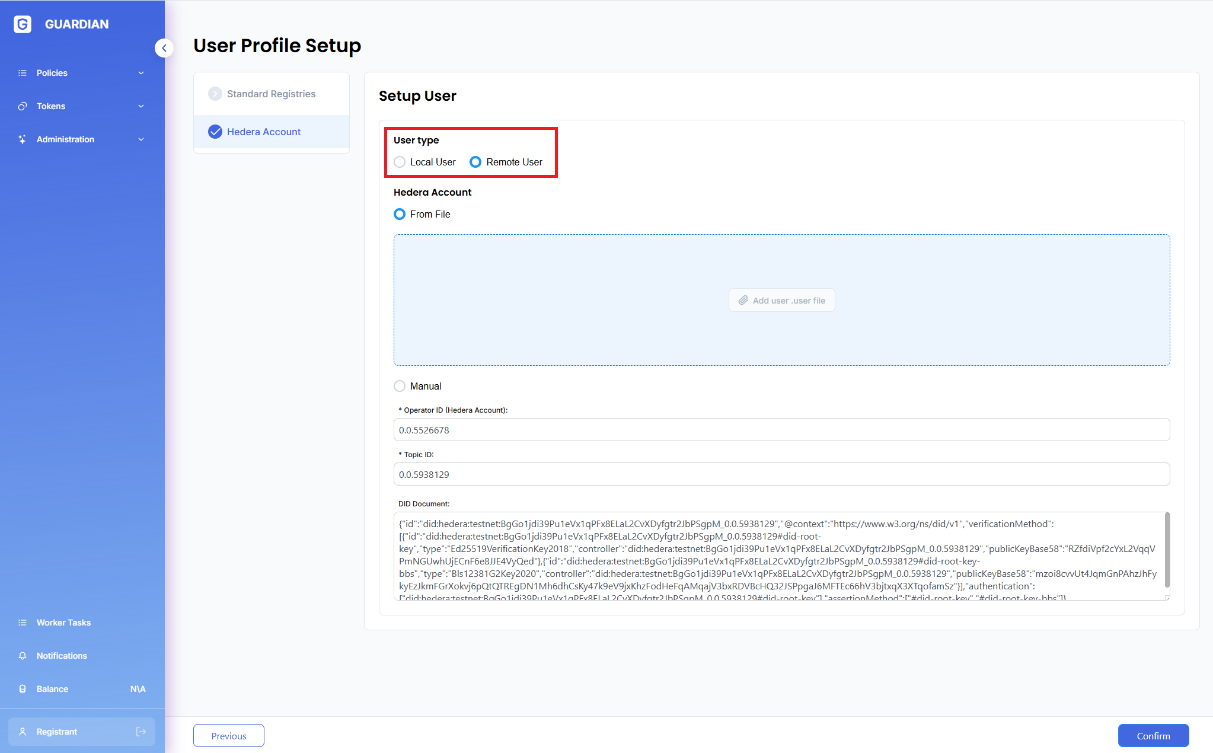 GUARDIAN
Policies
Tokens
Administration
Worker Tasks
Notifications
Balance N\A
Registrant
User Profile Setup
Standard Registries
Hedera Account
Setup User
User type
Local User Remote User
Hedera Account
From File
Add user .user file
Manual
* Operator ID (Hedera Account):
0.0.5526678
* Topic ID:
0.0.5938129
DID Document:
{"id":"did:hedera:testnet:BgGo1jdi39Pu1eVx1qPFx8ELaL2CvXDyfgtr2JbPSgpM_0.0.5938129","@context":"https://www.w3.org/ns/did/v1","verificationMethod":
[{"id":"did:hedera:testnet:BgGo1jdi39Pu1eVx1qPFx8ELaL2CvXDyfgtr2JbPSgpM_0.0.5938129#did-root-
key","type":"Ed25519VerificationKey2018","controller":"did:hedera:testnet:BgGo1jdi39Pu1eVx1qPFx8ELaL2CvXDyfgtr2JbPSgpM_0.0.5938129","publicKeyBase58":"RZfdiVpf2cYxL2VqqV
PmNGUwhUjECnF6e8JJE4VyQed"},{"id":"did:hedera:testnet:BgGo1jdi39Pu1eVx1qPFx8ELaL2CvXDyfgtr2JbPSgpM_0.0.5938129#did-root-key-
bbs","type":"Bls12381G2Key2020","controller":"did:hedera:testnet:BgGo1jdi39Pu1eVx1qPFx8ELaL2CvXDyfgtr2JbPSgpM_0.0.5938129","publicKeyBase58":"mzoi8cvvUt4JqmGnPAhzJhFy
kyEzJkmFGrXokvj6pQtQTREgDN1Mh6dhCsKy47k9eV9jxKhzFodHeFqAMqajV3bxRDVBcHQ32JSPpgaJ6MFTEc66hV3bjtxqX3XTqofamSz"}],"authentication":
["did:hedera:testnet:BgGo1jdi39Pu1eVx1qPFx8ELaL2CvXDyfgtr2JbPSgpM_0.0.5938129#did-root-key"],"assertionMethod":["#did-root-key","#did-root-key-bbs"]}
Previous
Confirm